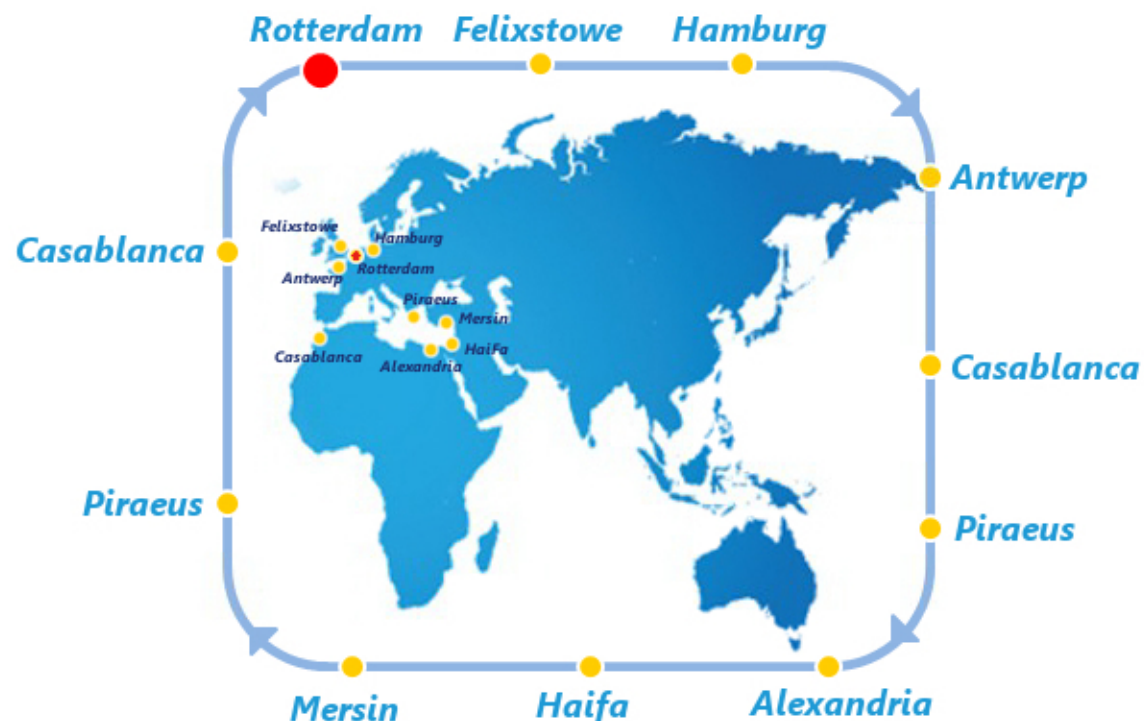 Rotterdam Felixstowe Hamburg
Antwerp
Felixstowe
Hamburg
Casablanca
Rotterdam
Antwerp
Piraeus
Mersin
HaiFa
Casablanca
Alexandria
Casablanca
Piraeus
Piraeus
Mersin Haifa Alexandria